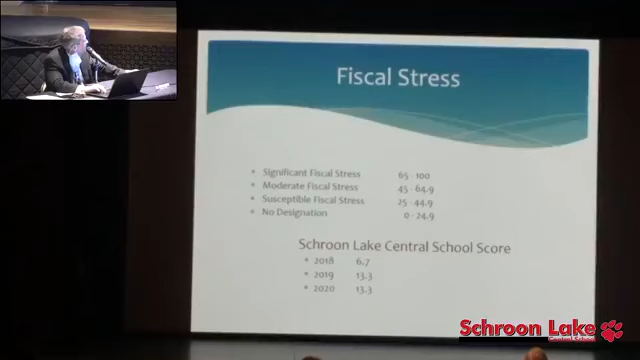 Fiscal Stress
• Significant Fiscal Stress 65 - 100
• Moderate Fiscal Stress 45 - 64.9
• Susceptible Fiscal Stress 25 - 44.9
• No Designation 0 - 24.9
Schroon Lake Central School Score
• 2018 6.7
• 2019 13.3
• 2020 13.3
Schroon Lake
Central School